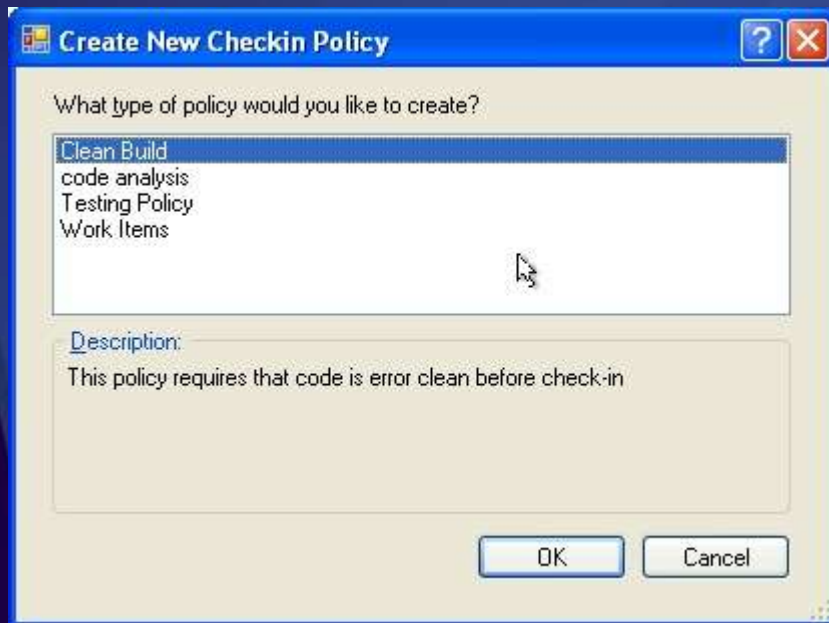 Create New Checkin Policy
What type of policy would you like to create?
Clean Build
code analysis
Testing Policy
Work Items
Description:
This policy requires that code is error clean before check-in
OK
Cancel